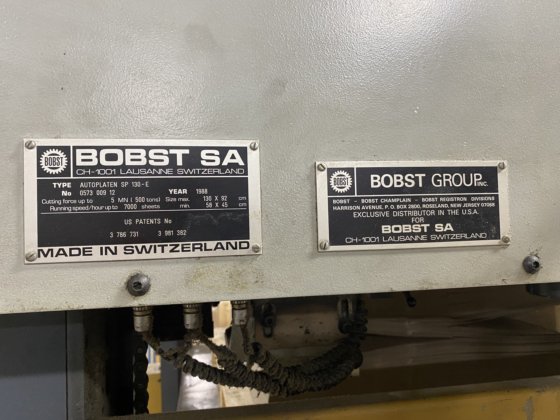 BOBST
BOBST SA
CH-1001 LAUSANNE SWITZERLAND
TYPE AUTOPLATEN SP 130-E
No 0573 009 12 YEAR 1988
Cutting force up to 5 MN ( 500 tons) Size max. 130 X 92 cm
Running speed/hour up to 7000 sheets min. 58 X 45 cm
US PATENTS No
3 786 731 3 981 382
MADE IN SWITZERLAND
BOBST
BOBST GROUP INC.
BOBST - BOBST CHAMPLAIN - BOBST REGISTRON DIVISIONS
HARRISON AVENUE, P. O. BOX 2800, ROSELAND, NEW JERSEY 07068
EXCLUSIVE DISTRIBUTOR IN THE U.S.A.
FOR
BOBST SA
CH-1001 LAUSANNE SWITZERLAND